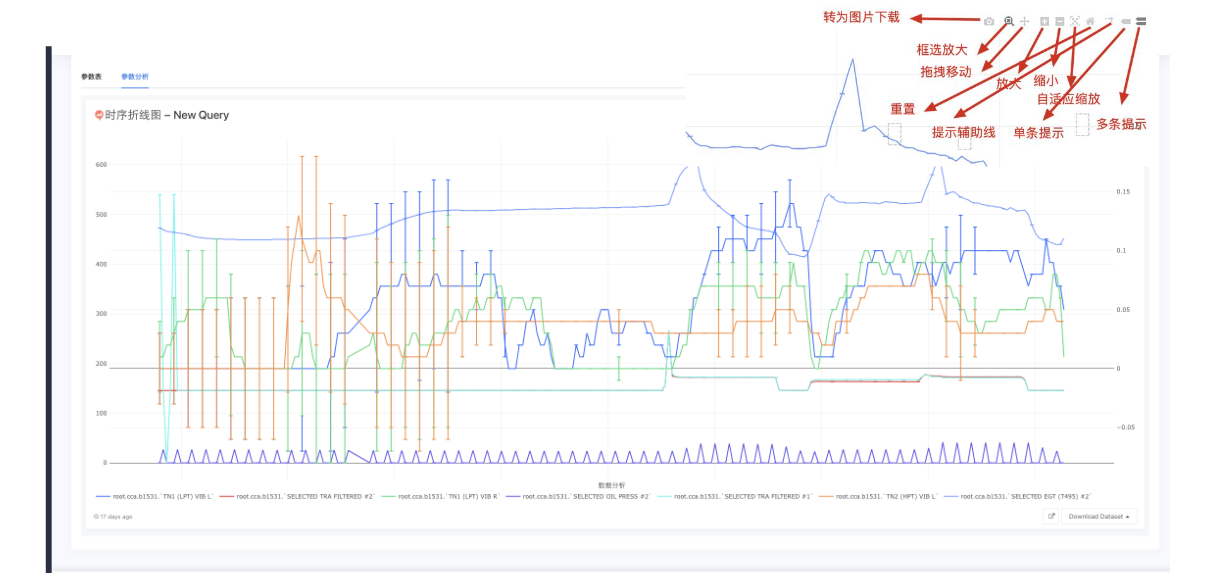 转为图片下载
框选放大
拖拽移动
放大
缩小
自适应缩放
重置
提示辅助线
单条提示
多条提示
参数表 参数分析
时序折线图 – New Query
600
500
400
300
200
100
0
0.15
0.1
0.05
0
−0.05
数据分析
root.cca.b1531.`TN1 (LPT) VIB L` root.cca.b1531.`SELECTED TRA FILTERED #2` root.cca.b1531.`TN1 (LPT) VIB R` root.cca.b1531.`SELECTED OIL PRESS #2` root.cca.b1531.`SELECTED TRA FILTERED #1` root.cca.b1531.`TN2 (HPT) VIB L` root.cca.b1531.`SELECTED EGT (T495) #2`
17 days ago
Download Dataset